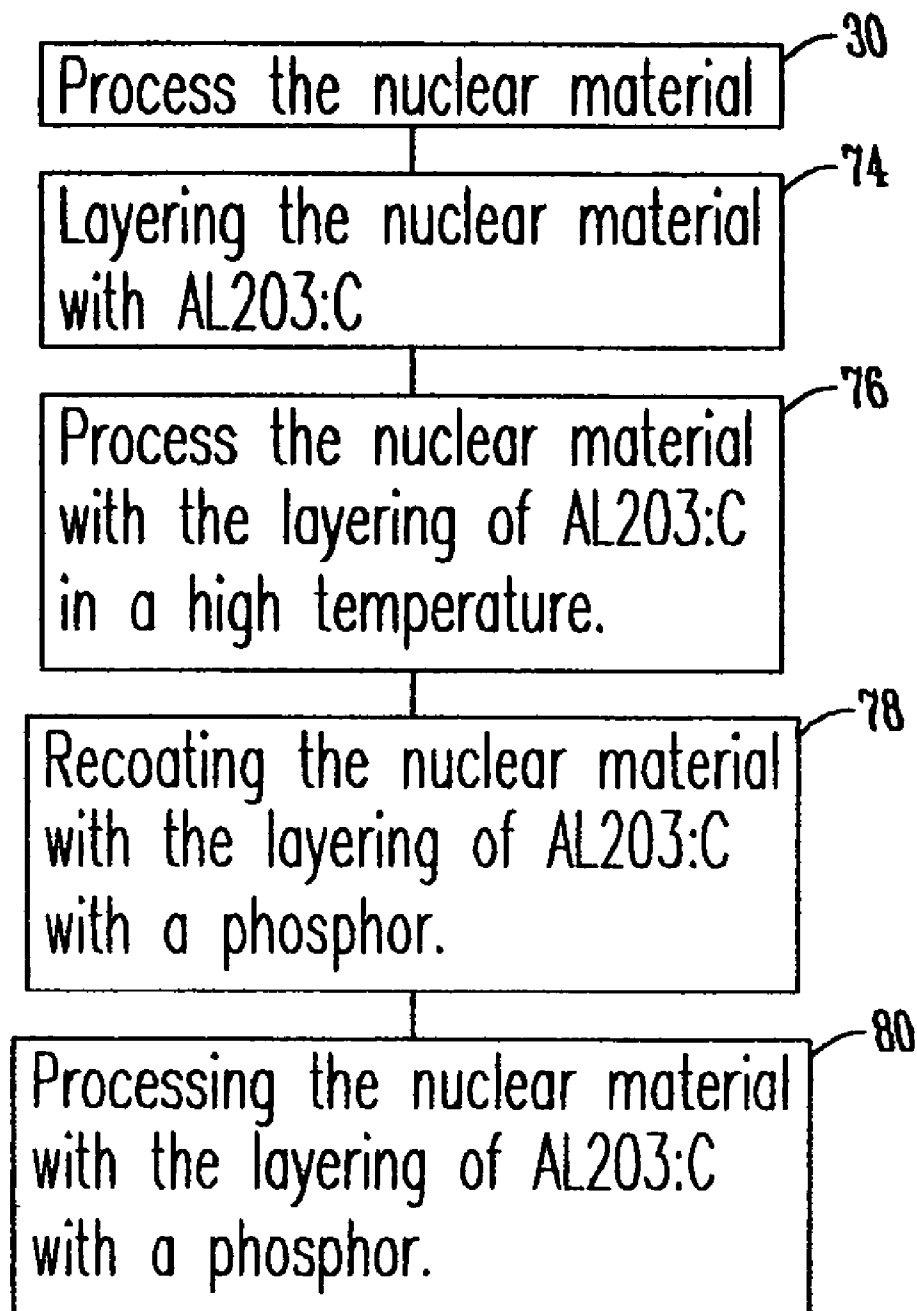 30
Process the nuclear material
74
Layering the nuclear material
with AL203:C
76
Process the nuclear material
with the layering of AL203:C
in a high temperature.
78
Recoating the nuclear material
with the layering of AL203:C
with a phosphor.
80
Processing the nuclear material
with the layering of AL203:C
with a phosphor.